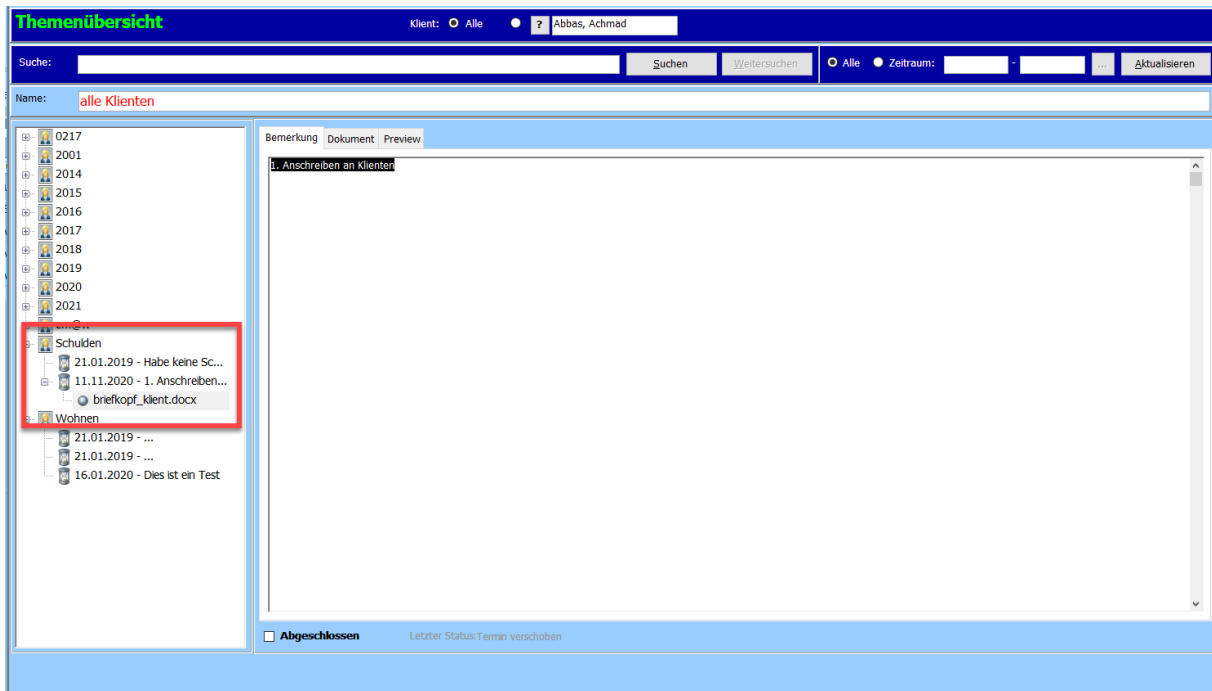 Themenübersicht
Klient: Alle ? Abbas, Achmad
Suche: Suchen Weitersuchen Alle Zeitraum: - ... Aktualisieren
Name: alle Klienten
0217
2001
2014
2015
2016
2017
2018
2019
2020
2021
Schulden
21.01.2019 - Habe keine Sc...
11.11.2020 - 1. Anschreiben...
briefkopf_klient.docx
Wohnen
21.01.2019 - ...
21.01.2019 - ...
16.01.2020 - Dies ist ein Test
Bemerkung Dokument Preview
1. Anschreiben an Klienten
Abgeschlossen Letzter Status:Termin verschoben